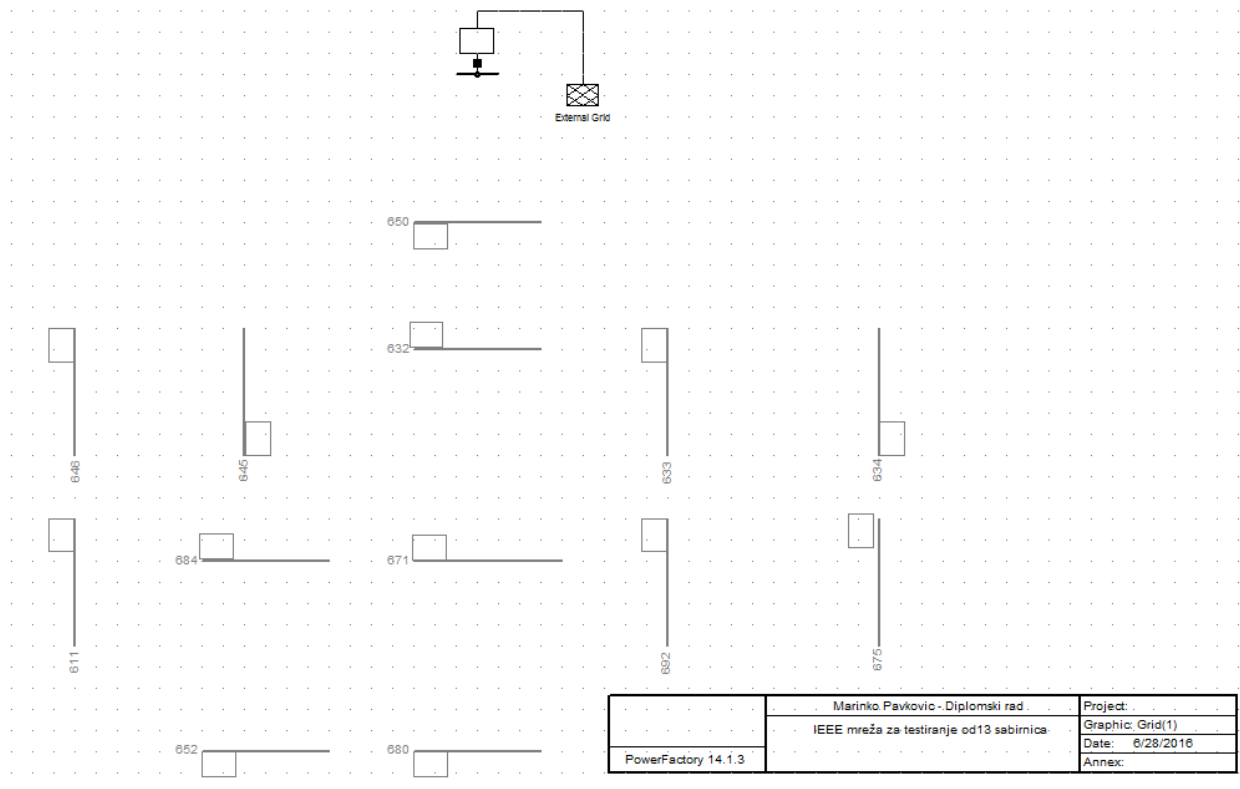 External Grid
650
632
646
645
633
634
684
671
611
692
675
652
680
Marinko Pavkovic - Diplomski rad
IEEE mreža za testiranje od13 sabirnica
PowerFactory 14.1.3
Project:
Graphic: Grid(1)
Date: 6/28/2016
Annex: